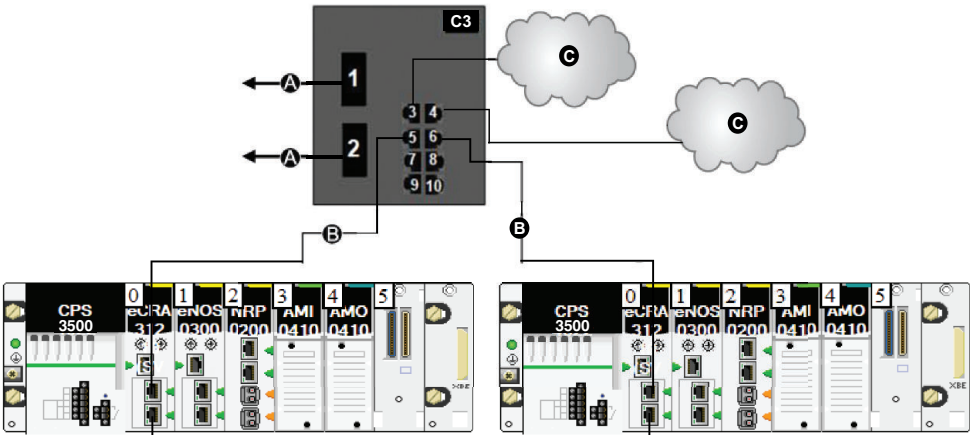 C3
C
1
A
3 4
C
5 6
2
A
7 8
9 10
B
B
0 1 2 3 4 5
CPS
3500
eCRA
312
eNOS
0300
NRP
0200
AMI
0410
AMO
0410
S
XBE
0 1 2 3 4 5
CPS
3500
eCRA
312
eNOS
0300
NRP
0200
AMI
0410
AMO
0410
S
XBE